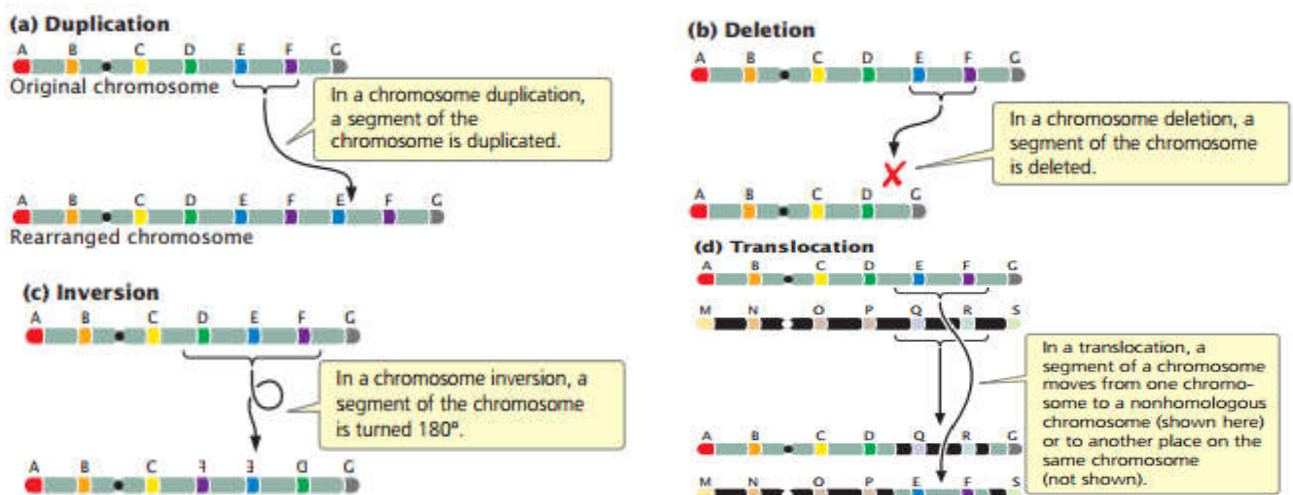 (a) Duplication
A B C D E F G
Original chromosome
In a chromosome duplication,
a segment of the
chromosome is duplicated.
A B C D E F E F G
Rearranged chromosome
(b) Deletion
A B C D E F G
In a chromosome deletion, a
segment of the chromosome
is deleted.
A B C D G
(c) Inversion
A B C D E F G
In a chromosome inversion, a
segment of the chromosome
is turned 180°.
A B C F E D G
(d) Translocation
A B C D E F G
M N O P Q R S
In a translocation, a
segment of a chromosome
moves from one chromo-
some to a nonhomologous
chromosome (shown here)
or to another place on the
same chromosome
(not shown).
A B C D Q R G
M N O P E F S